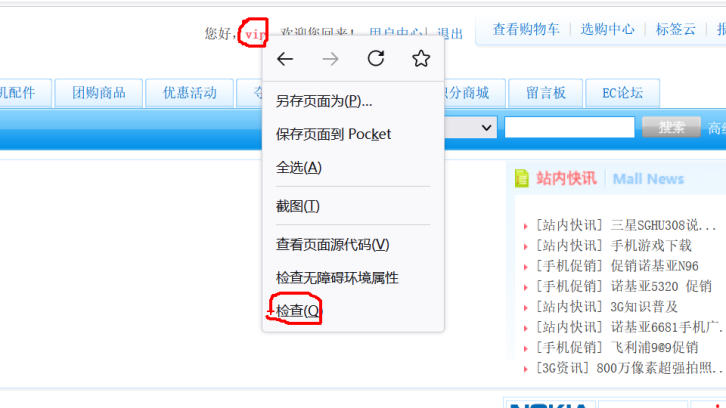 您好, vip 欢迎您回来! 用户中心| 退出
查看购物车 | 选购中心 | 标签云 |
机配件 团购商品 优惠活动 积分商城 留言板 EC论坛
搜索 高级
另存页面为(P)...
保存页面到 Pocket
全选(A)
截图(T)
查看页面源代码(V)
检查无障碍环境属性
检查(Q)
站内快讯 Mall News
[站内快讯] 三星SGHU308说...
[站内快讯] 手机游戏下载
[手机促销] 促销诺基亚N96
[手机促销] 诺基亚5320 促销
[站内快讯] 3G知识普及
[站内快讯] 诺基亚6681手机广.
[手机促销] 飞利浦9@9促销
[3G资讯] 800万像素超强拍照..
NOKIA